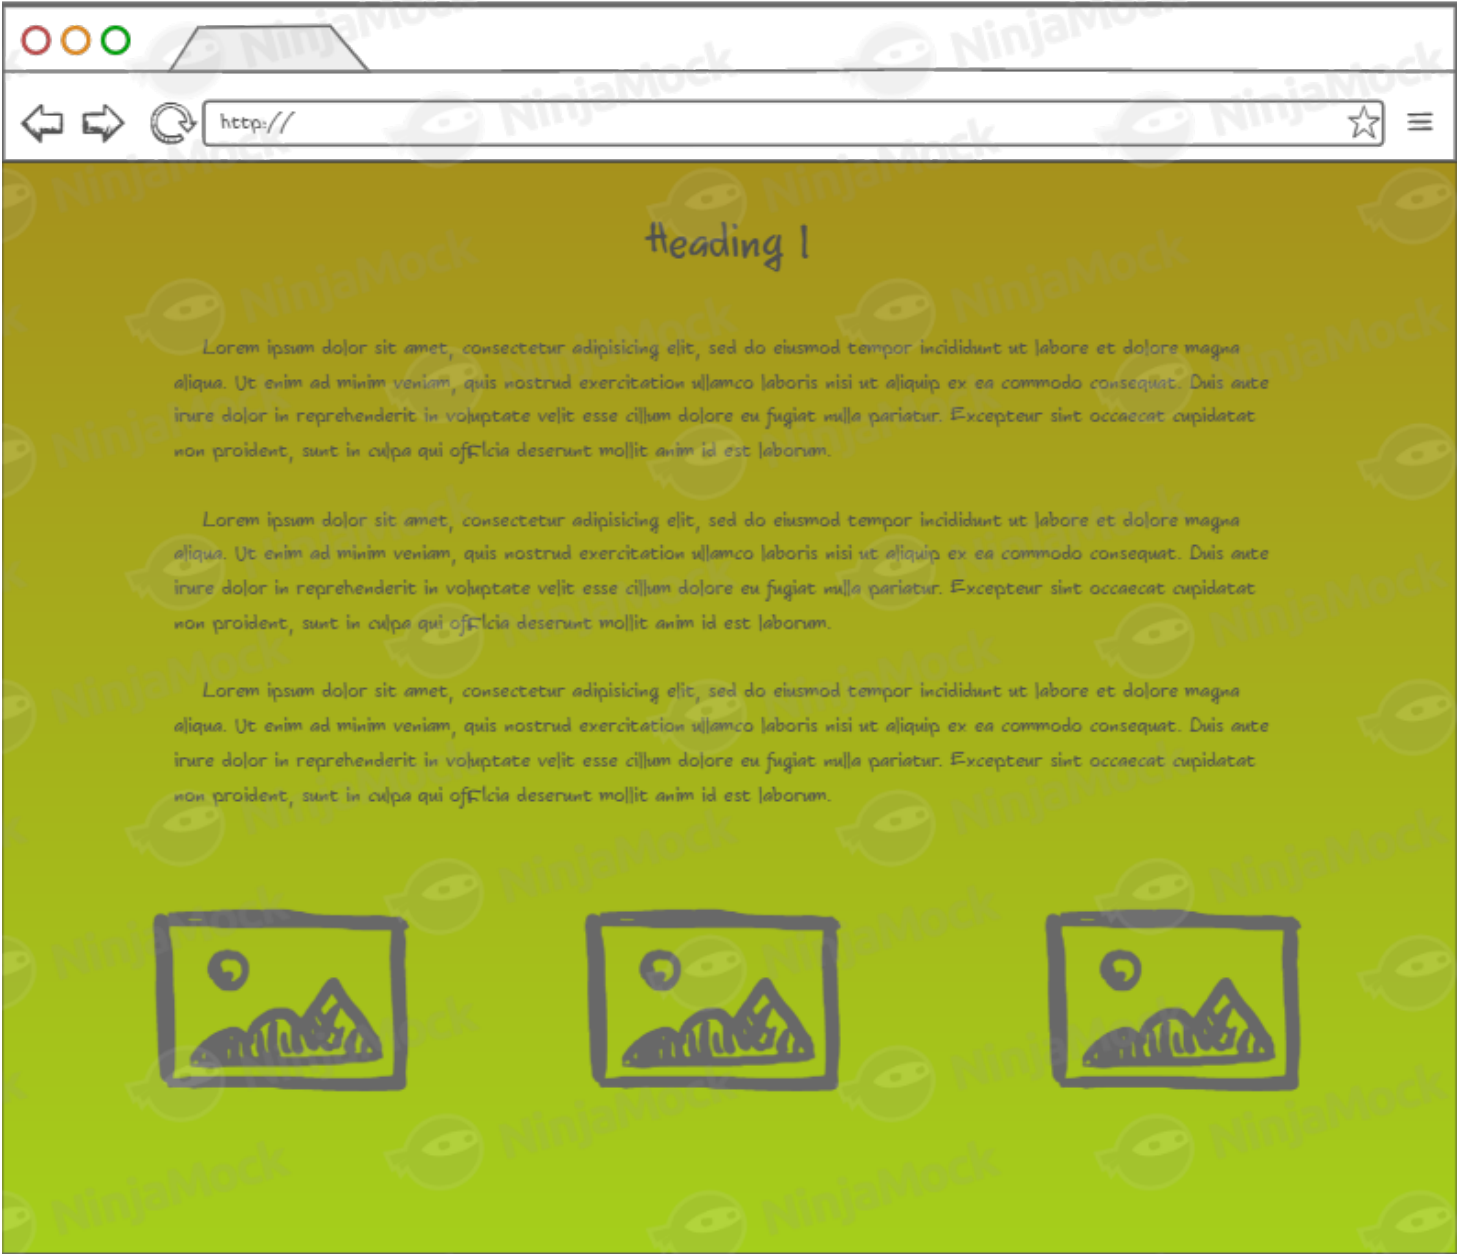 http://
Heading 1
Lorem ipsum dolor sit amet, consectetur adipisicing elit, sed do eiusmod tempor incididunt ut labore et dolore magna
aliqua. Ut enim ad minim veniam, quis nostrud exercitation ullamco laboris nisi ut aliquip ex ea commodo consequat. Duis aute
irure dolor in reprehenderit in voluptate velit esse cillum dolore eu fugiat nulla pariatur. Excepteur sint occaecat cupidatat
non proident, sunt in culpa qui officia deserunt mollit anim id est laborum.
Lorem ipsum dolor sit amet, consectetur adipisicing elit, sed do eiusmod tempor incididunt ut labore et dolore magna
aliqua. Ut enim ad minim veniam, quis nostrud exercitation ullamco laboris nisi ut aliquip ex ea commodo consequat. Duis aute
irure dolor in reprehenderit in voluptate velit esse cillum dolore eu fugiat nulla pariatur. Excepteur sint occaecat cupidatat
non proident, sunt in culpa qui officia deserunt mollit anim id est laborum.
Lorem ipsum dolor sit amet, consectetur adipisicing elit, sed do eiusmod tempor incididunt ut labore et dolore magna
aliqua. Ut enim ad minim veniam, quis nostrud exercitation ullamco laboris nisi ut aliquip ex ea commodo consequat. Duis aute
irure dolor in reprehenderit in voluptate velit esse cillum dolore eu fugiat nulla pariatur. Excepteur sint occaecat cupidatat
non proident, sunt in culpa qui officia deserunt mollit anim id est laborum.
NinjaMock